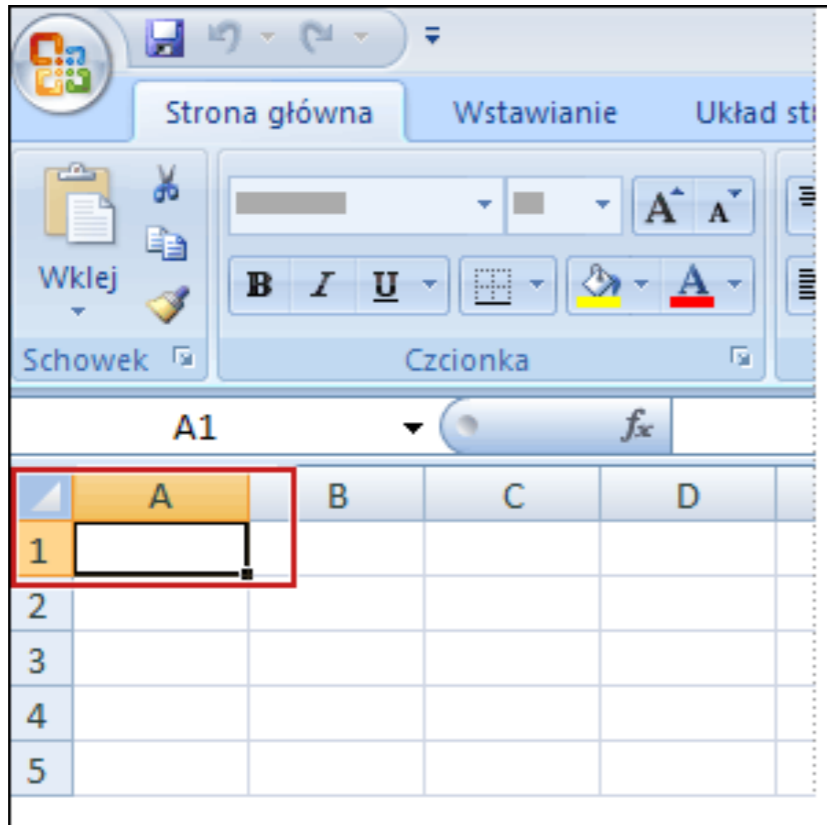 Strona główna Wstawianie Układ st
Wklej
A A
B I U A
Schowek Czcionka
A1 fx
A B C D
1
2
3
4
5